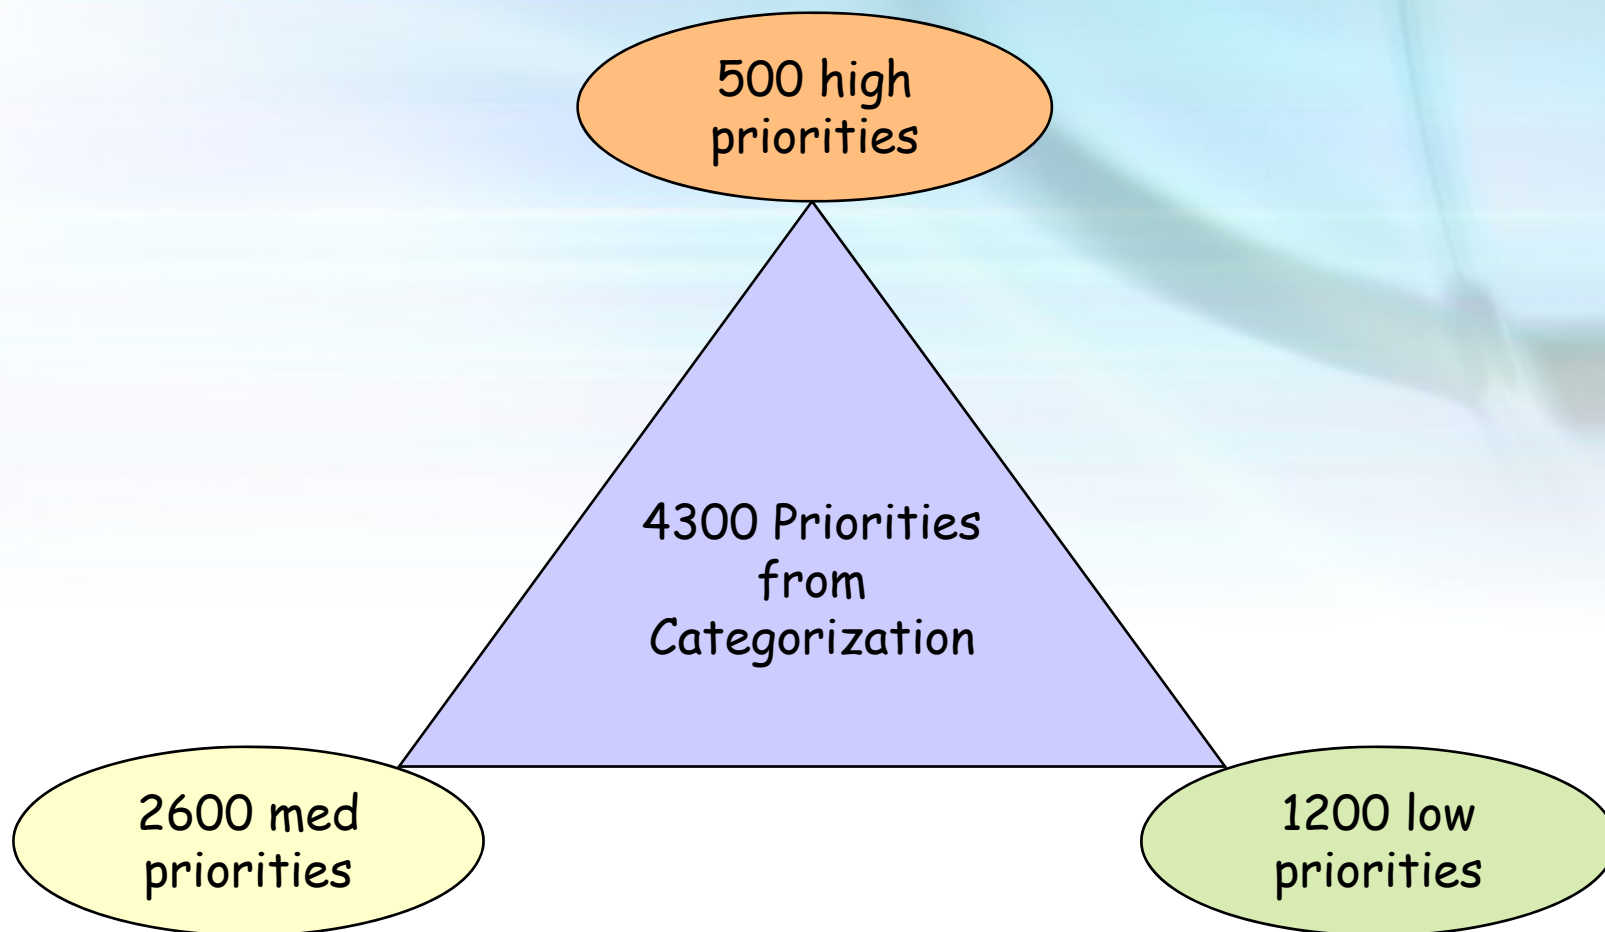 500 high
priorities
4300 Priorities
from
Categorization
2600 med
priorities
1200 low
priorities